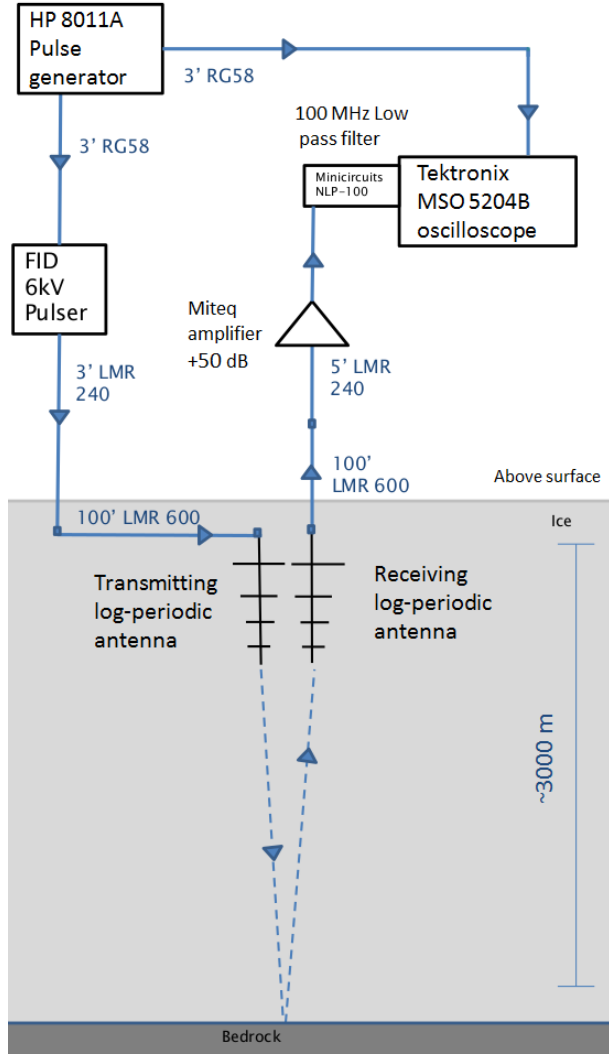 HP 8011A
Pulse
generator
3’ RG58
3’ RG58
100 MHz Low
pass filter
Minicircuits
NLP-100
Tektronix
MSO 5204B
oscilloscope
FID
6kV
Pulser
Miteq
amplifier
+50 dB
3’ LMR
240
5’ LMR
240
100’
LMR 600
Above surface
100’ LMR 600
Ice
Transmitting
log-periodic
antenna
Receiving
log-periodic
antenna
~3000 m
Bedrock